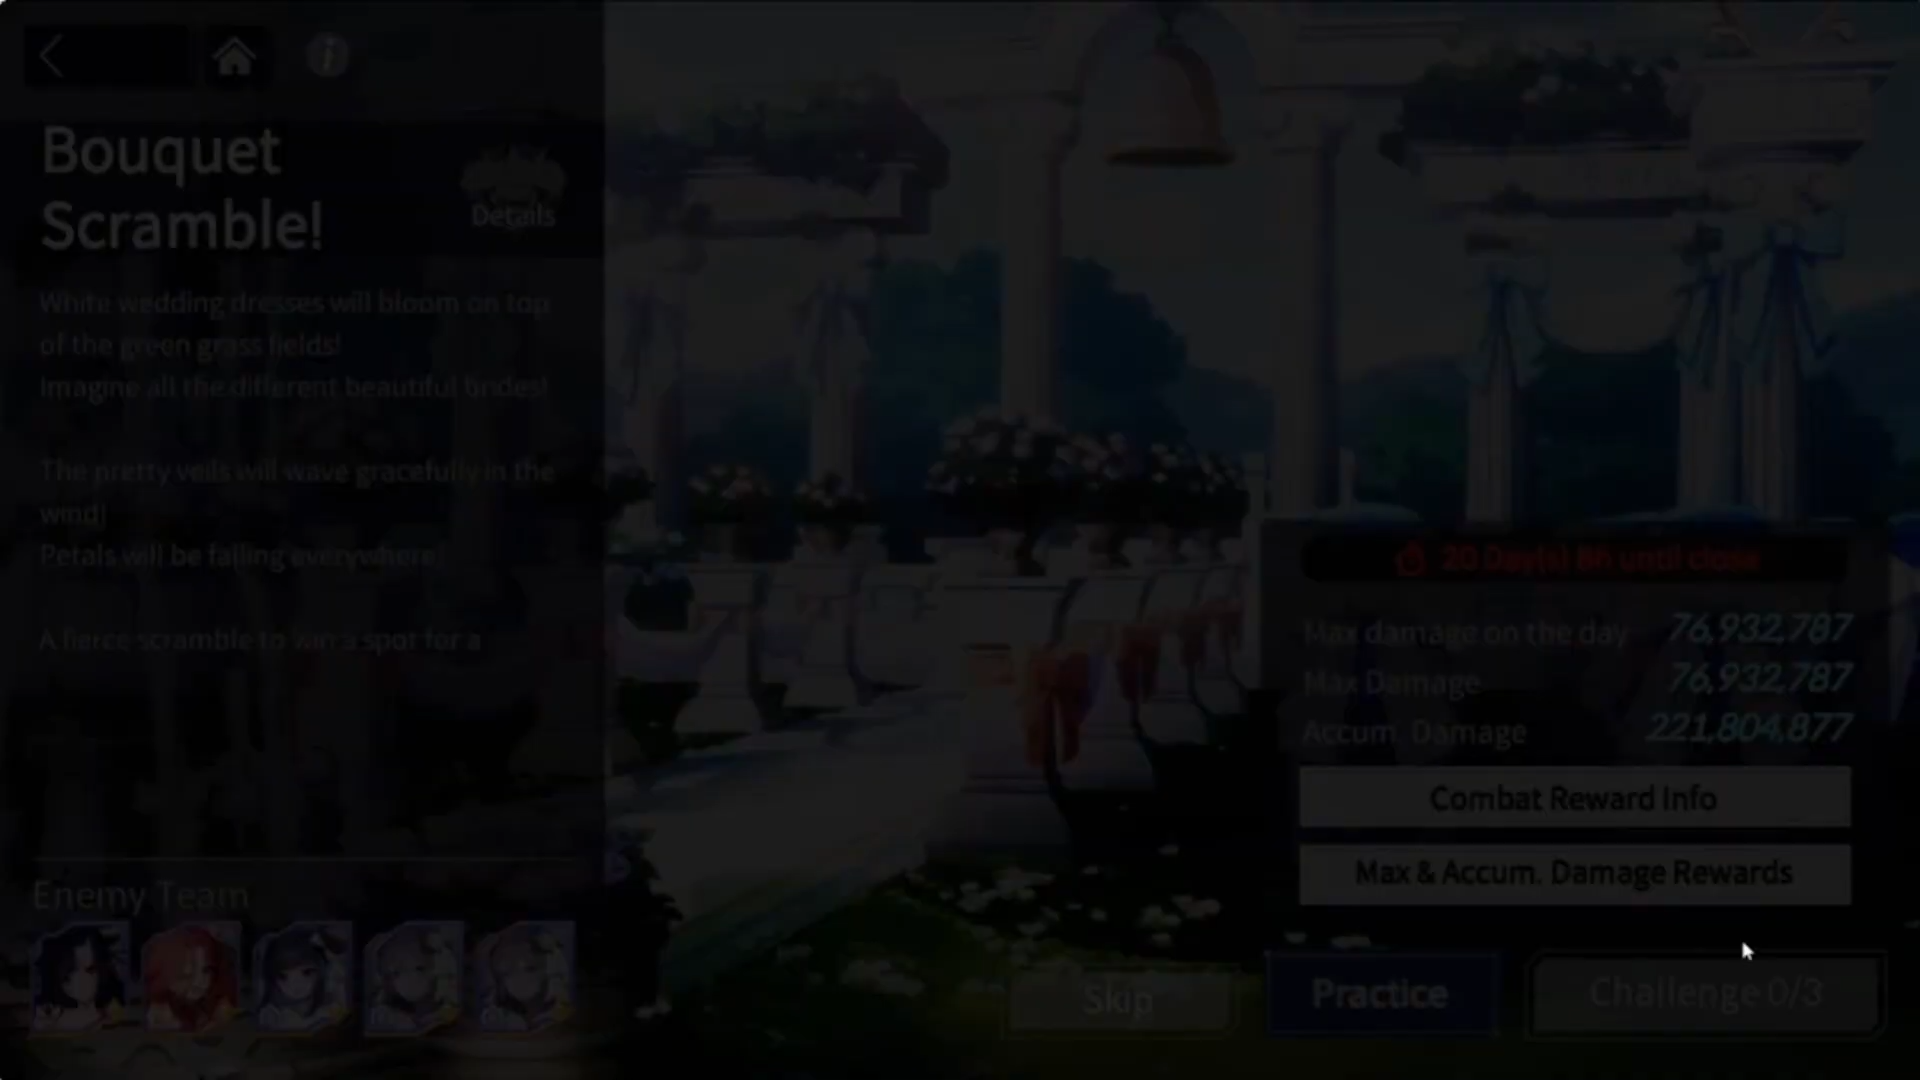 Bouquet
Scramble!
Details
White wedding dresses will bloom on top
of the green grass fields!
Imagine all the different beautiful brides!
The pretty veils will wave gracefully in the
wind!
Petals will be falling everywhere!
A fierce scramble to win a spot for a
Enemy Team
20 Day(s) 8h until close
Max damage on the day 76,932,787
Max Damage 76,932,787
Accum. Damage 221,804,877
Combat Reward Info
Max & Accum. Damage Rewards
Skip
Practice
Challenge 0/3